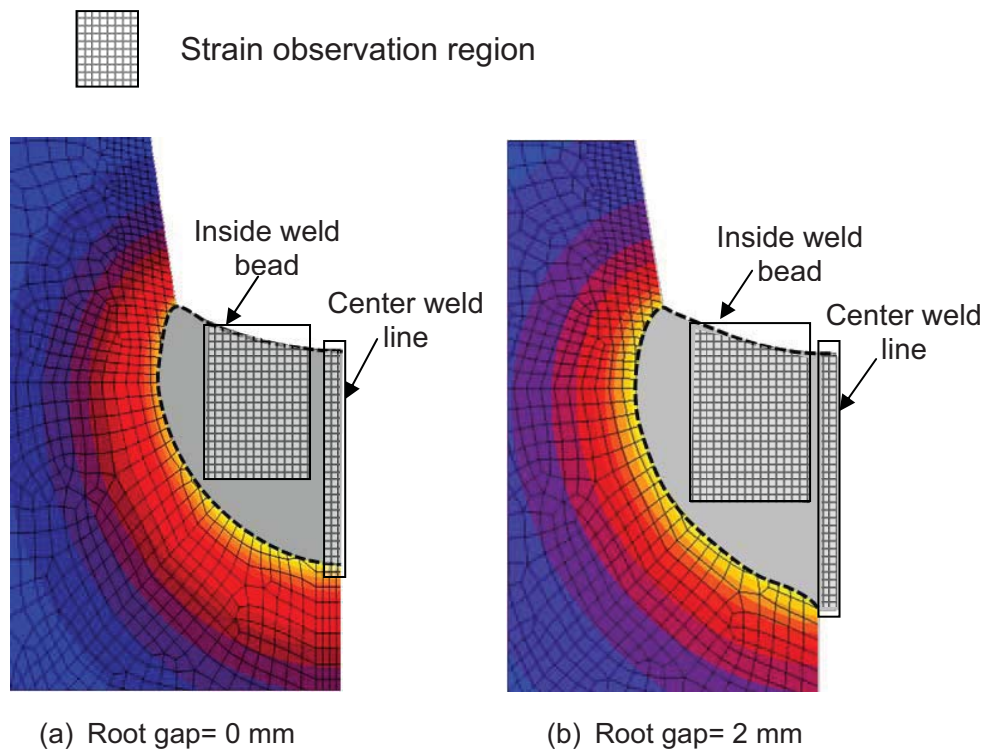 Strain observation region
Inside weld
bead
Center weld
line
Inside weld
bead
Center weld
line
(a) Root gap= 0 mm
(b) Root gap= 2 mm